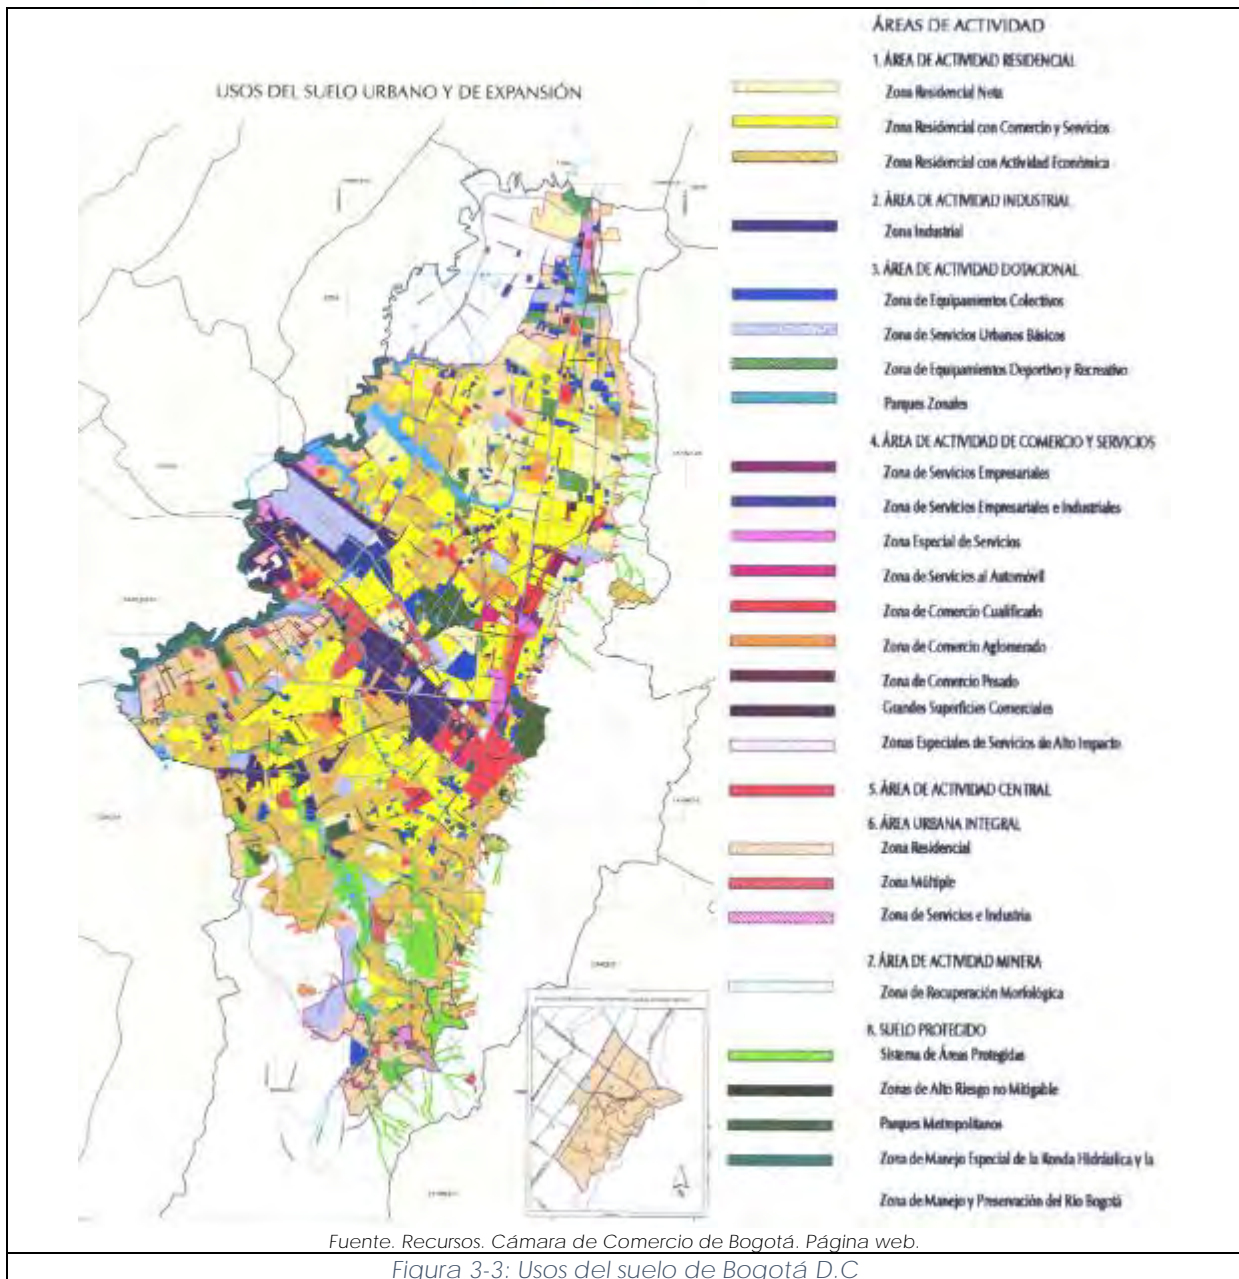 ÁREAS DE ACTIVIDAD
1. ÁREA DE ACTIVIDAD RESIDENCIAL
USOS DEL SUELO URBANO Y DE EXPANSIÓN
Zona Residencial Neta
Zona Residencial con Comercio y Servicios
Zona Residencial con Actividad Económica
2. ÁREA DE ACTIVIDAD INDUSTRIAL
Zona Industrial
3. ÁREA DE ACTIVIDAD DOTACIONAL
Zona de Equipamientos Colectivos
Zona de Servicios Urbanos Básicos
Zona de Equipamientos Deportivo y Recreativo
Parques Zonales
4. ÁREA DE ACTIVIDAD DE COMERCIO Y SERVICIOS
Zona de Servicios Empresariales
Zona de Servicios Empresariales e Industriales
Zona Especial de Servicios
Zona de Servicios al Automóvil
Zona de Comercio Cualificado
Zona de Comercio Aglomerado
Zona de Comercio Pesado
Grandes Superficies Comerciales
Zonas Especiales de Servicios de Alto Impacto
5. ÁREA DE ACTIVIDAD CENTRAL
6. ÁREA URBANA INTEGRAL
Zona Residencial
Zona Múltiple
Zona de Servicios e Industria
7. ÁREA DE ACTIVIDAD MINERA
Zona de Recuperación Morfológica
8. SUELO PROTEGIDO
Sistema de Áreas Protegidas
Zonas de Alto Riesgo no Mitigable
Parques Metropolitanos
Zona de Manejo Especial de la Ronda Hidráulica y la
Zona de Manejo y Preservación del Río Bogotá
Fuente. Recursos. Cámara de Comercio de Bogotá. Página web.
Figura 3-3: Usos del suelo de Bogotá D.C